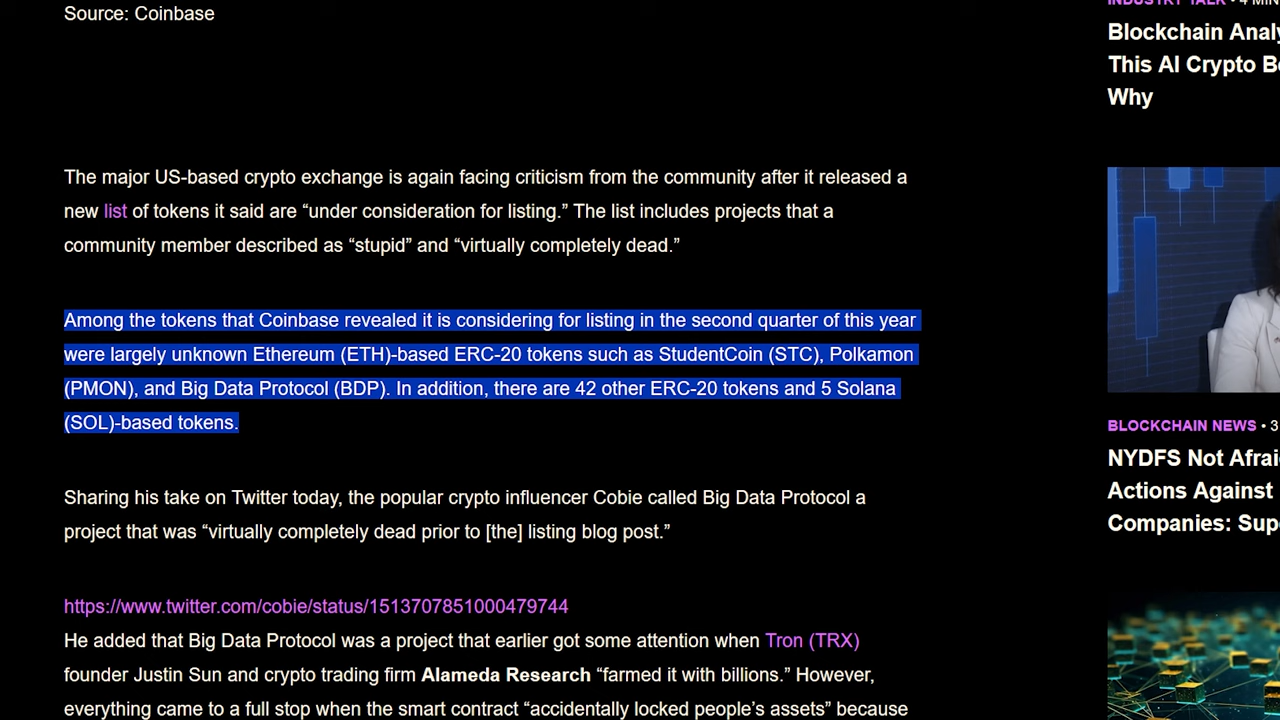 Source: Coinbase
The major US-based crypto exchange is again facing criticism from the community after it released a
new list of tokens it said are “under consideration for listing.” The list includes projects that a
community member described as “stupid” and “virtually completely dead.”
Among the tokens that Coinbase revealed it is considering for listing in the second quarter of this year
were largely unknown Ethereum (ETH)-based ERC-20 tokens such as StudentCoin (STC), Polkamon
(PMON), and Big Data Protocol (BDP). In addition, there are 42 other ERC-20 tokens and 5 Solana
(SOL)-based tokens.
Sharing his take on Twitter today, the popular crypto influencer Cobie called Big Data Protocol a
project that was “virtually completely dead prior to [the] listing blog post.”
https://www.twitter.com/cobie/status/1513707851000479744
He added that Big Data Protocol was a project that earlier got some attention when Tron (TRX)
founder Justin Sun and crypto trading firm Alameda Research “farmed it with billions.” However,
everything came to a full stop when the smart contract “accidentally locked people’s assets” because
INDUSTRY TALK • 4 MIN
Blockchain
This AI Crypto
Why
BLOCKCHAIN NEWS • 3
NYDFS Not
Actions Against
Companies: